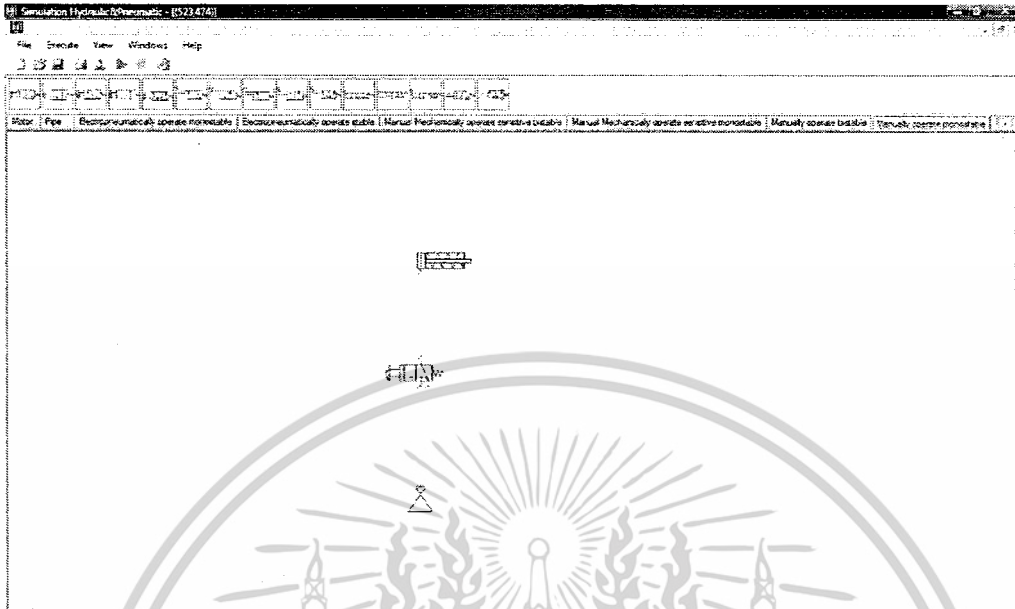 Simulation Hydraulic&Pneumatic - [(523,474)]
File Execute View Windows Help
Motor Pipe Electropneumatically operate monostable Electropneumatically operate stable Manual Mechanically operate sensitive bistable Manual Mechanically operate sensitive monostable Manually operate bistable Manually operate monostable